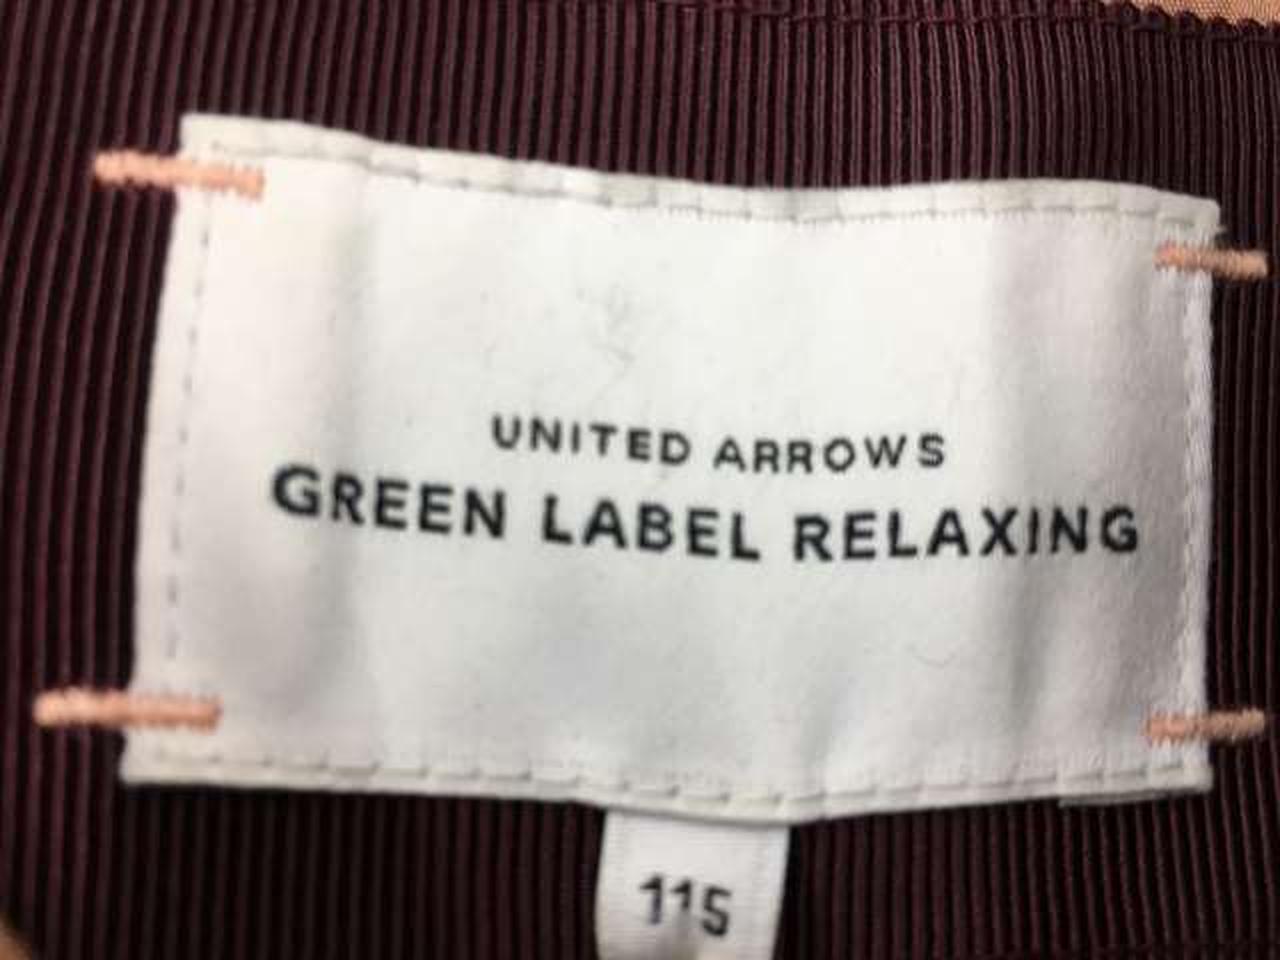 UNITED ARROWS
GREEN LABEL RELAXING
115